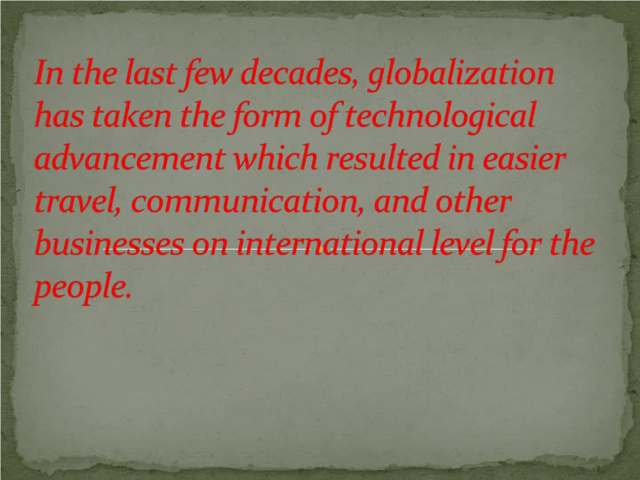 In the last few decades, globalization
has taken the form of technological
advancement which resulted in easier
travel, communication, and other
businesses on international level for the
people.